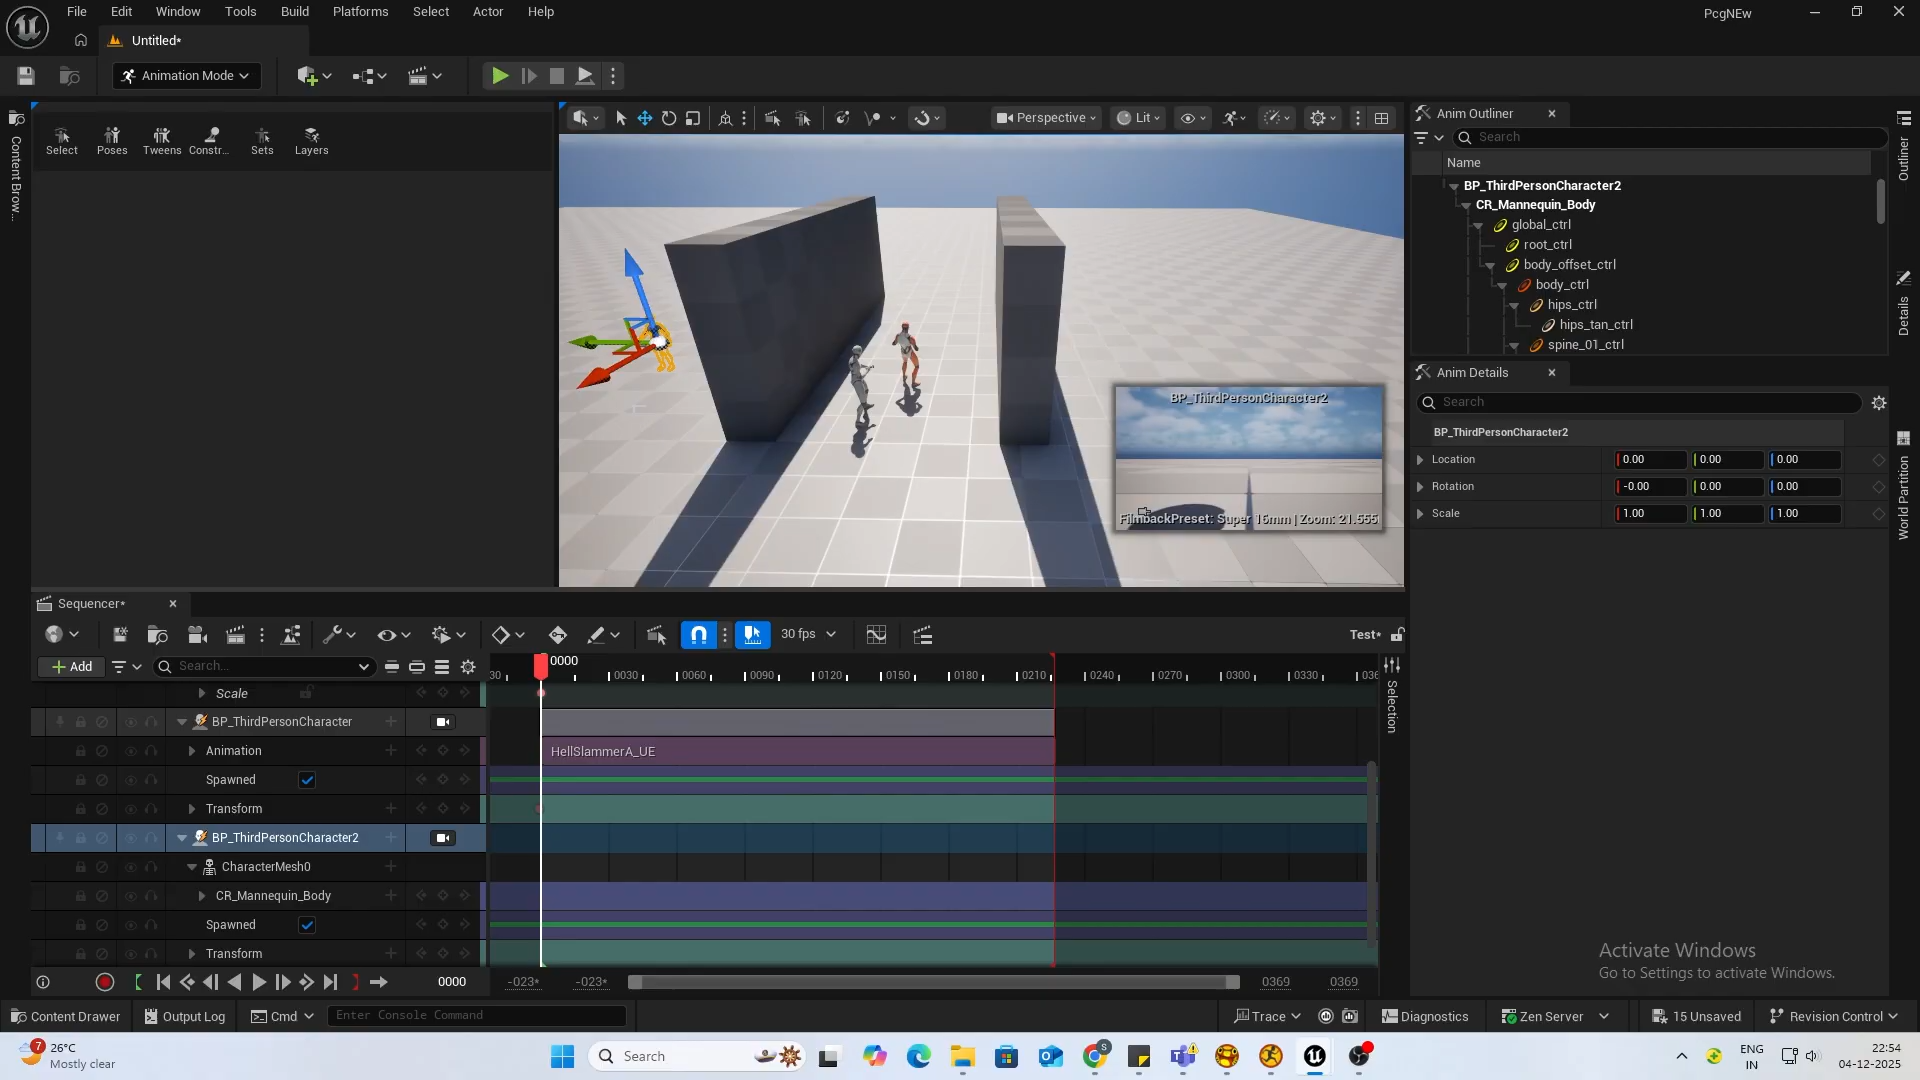 File Edit Window Tools Build Platforms Select Actor Help
PcgNEw
Untitled*
Animation Mode
Select Poses Tweens Constr... Sets Layers
Content Brow...
Perspective
Lit
BP_ThirdPersonCharacter2
FilmbackPreset: Super 16mm | Zoom: 21.555
Anim Outliner
Search
Name
BP_ThirdPersonCharacter2
CR_Mannequin_Body
global_ctrl
root_ctrl
body_offset_ctrl
body_ctrl
hips_ctrl
hips_tan_ctrl
spine_01_ctrl
Anim Details
Search
BP_ThirdPersonCharacter2
Location 0.00 0.00 0.00
Rotation -0.00 0.00 0.00
Scale 1.00 1.00 1.00
Outliner
Details
World Partition
Sequencer*
30 fps
Test*
Add
Search...
0000
30 0030 0060 0090 0120 0150 0180 0210 0240 0270 0300 0330 036
Selection
Scale
BP_ThirdPersonCharacter
Animation
HellSlammerA_UE
Spawned
Transform
BP_ThirdPersonCharacter2
CharacterMesh0
CR_Mannequin_Body
Spawned
Transform
0000 -023* -023* 0369 0369
Activate Windows
Go to Settings to activate Windows.
Content Drawer Output Log Cmd Enter Console Command Trace Diagnostics Zen Server 15 Unsaved Revision Control
7
26°C
Mostly clear
Search
S
ENG
IN
22:54
04-12-2025